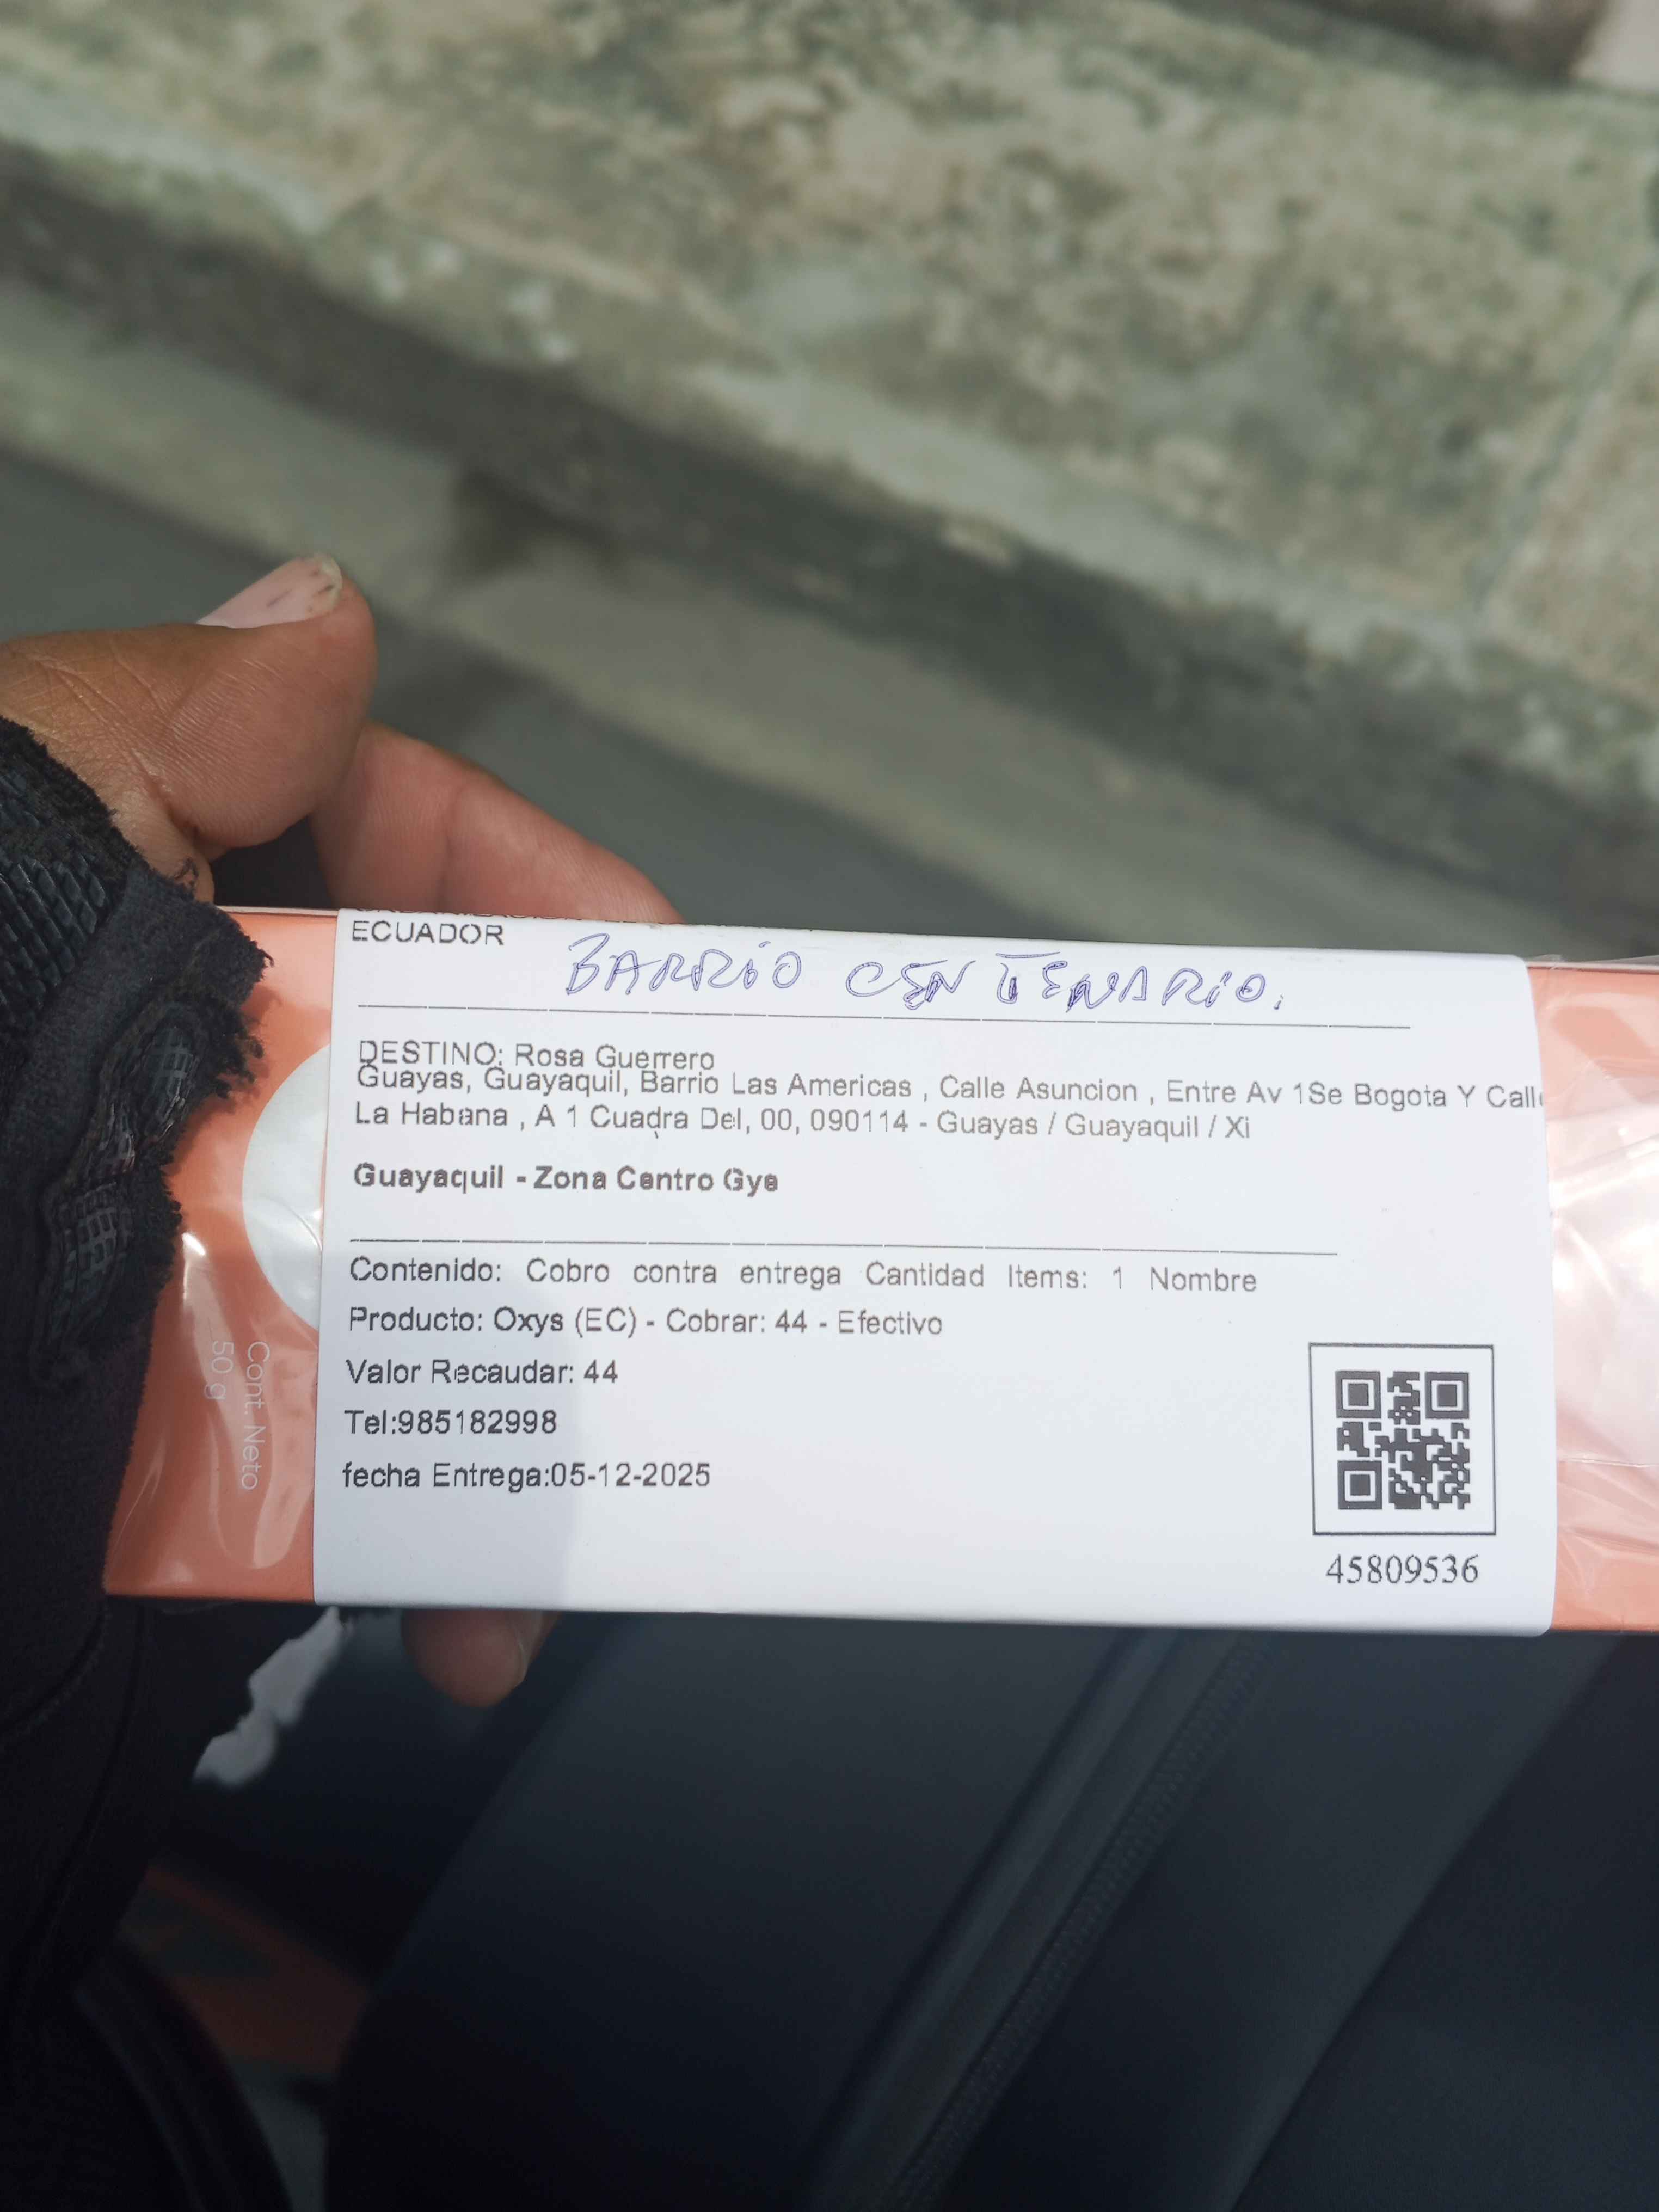 ECUADOR
BARRIO CENTENARIO.
DESTINO: Rosa Guerrero
Guayas, Guayaquil, Barrio Las Americas , Calle Asuncion , Entre Av 1Se Bogota Y Calle
La Habana , A 1 Cuadra Del, 00, 090114 - Guayas / Guayaquil / Xi
Guayaquil - Zona Centro Gye
Contenido: Cobro contra entrega Cantidad Items: 1 Nombre
Producto: Oxys (EC) - Cobrar: 44 - Efectivo
Valor Recaudar: 44
Tel:985182998
fecha Entrega:05-12-2025
45809536
Cont. Neto
50 g